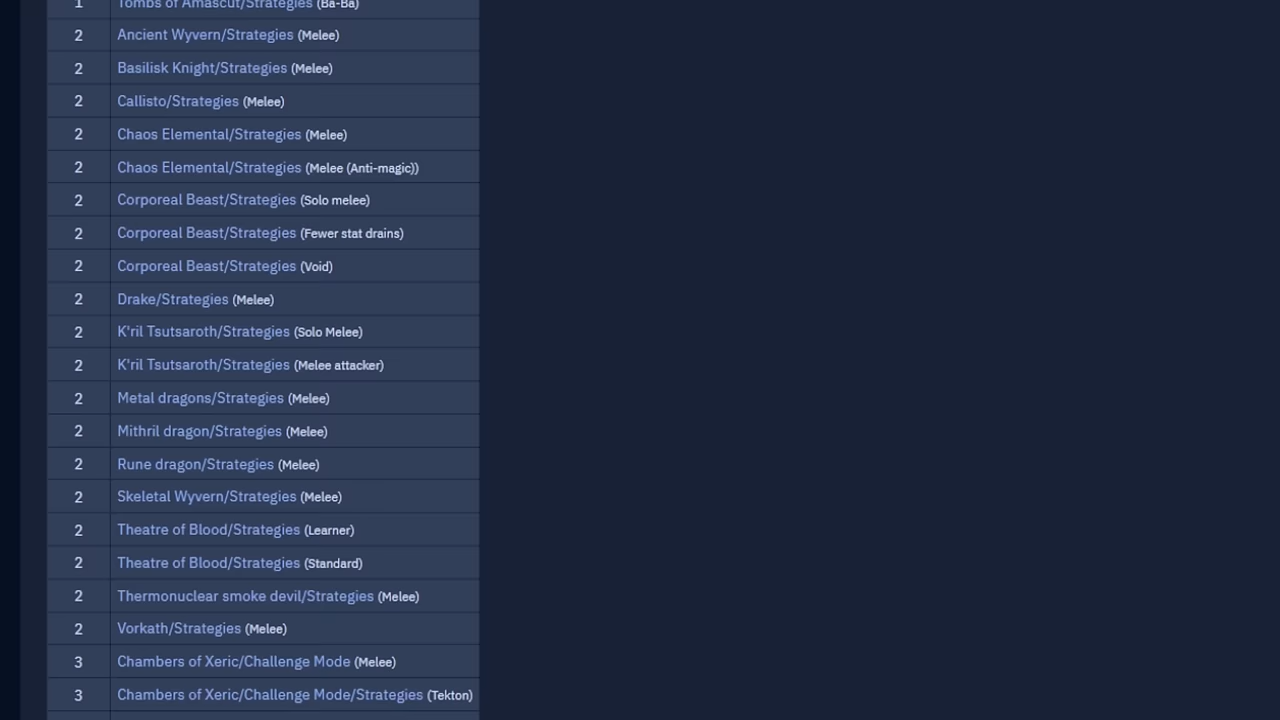 1 Tombs of Amascut/Strategies (Ba-Ba)
2 Ancient Wyvern/Strategies (Melee)
2 Basilisk Knight/Strategies (Melee)
2 Callisto/Strategies (Melee)
2 Chaos Elemental/Strategies (Melee)
2 Chaos Elemental/Strategies (Melee (Anti-magic))
2 Corporeal Beast/Strategies (Solo melee)
2 Corporeal Beast/Strategies (Fewer stat drains)
2 Corporeal Beast/Strategies (Void)
2 Drake/Strategies (Melee)
2 K'ril Tsutsaroth/Strategies (Solo Melee)
2 K'ril Tsutsaroth/Strategies (Melee attacker)
2 Metal dragons/Strategies (Melee)
2 Mithril dragon/Strategies (Melee)
2 Rune dragon/Strategies (Melee)
2 Skeletal Wyvern/Strategies (Melee)
2 Theatre of Blood/Strategies (Learner)
2 Theatre of Blood/Strategies (Standard)
2 Thermonuclear smoke devil/Strategies (Melee)
2 Vorkath/Strategies (Melee)
3 Chambers of Xeric/Challenge Mode (Melee)
3 Chambers of Xeric/Challenge Mode/Strategies (Tekton)